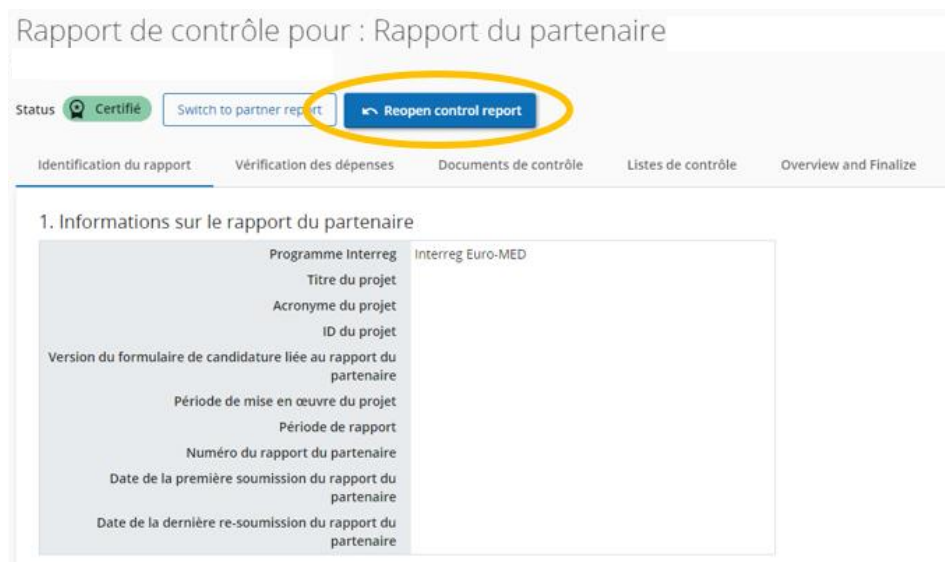 Rapport de contrôle pour : Rapport du partenaire
Status Certifié Switch to partner report Reopen control report
Identification du rapport Vérification des dépenses Documents de contrôle Listes de contrôle Overview and Finalize
1. Informations sur le rapport du partenaire
Programme Interreg Interreg Euro-MED
Titre du projet
Acronyme du projet
ID du projet
Version du formulaire de candidature liée au rapport du
partenaire
Période de mise en œuvre du projet
Période de rapport
Numéro du rapport du partenaire
Date de la première soumission du rapport du
partenaire
Date de la dernière re-soumission du rapport du
partenaire